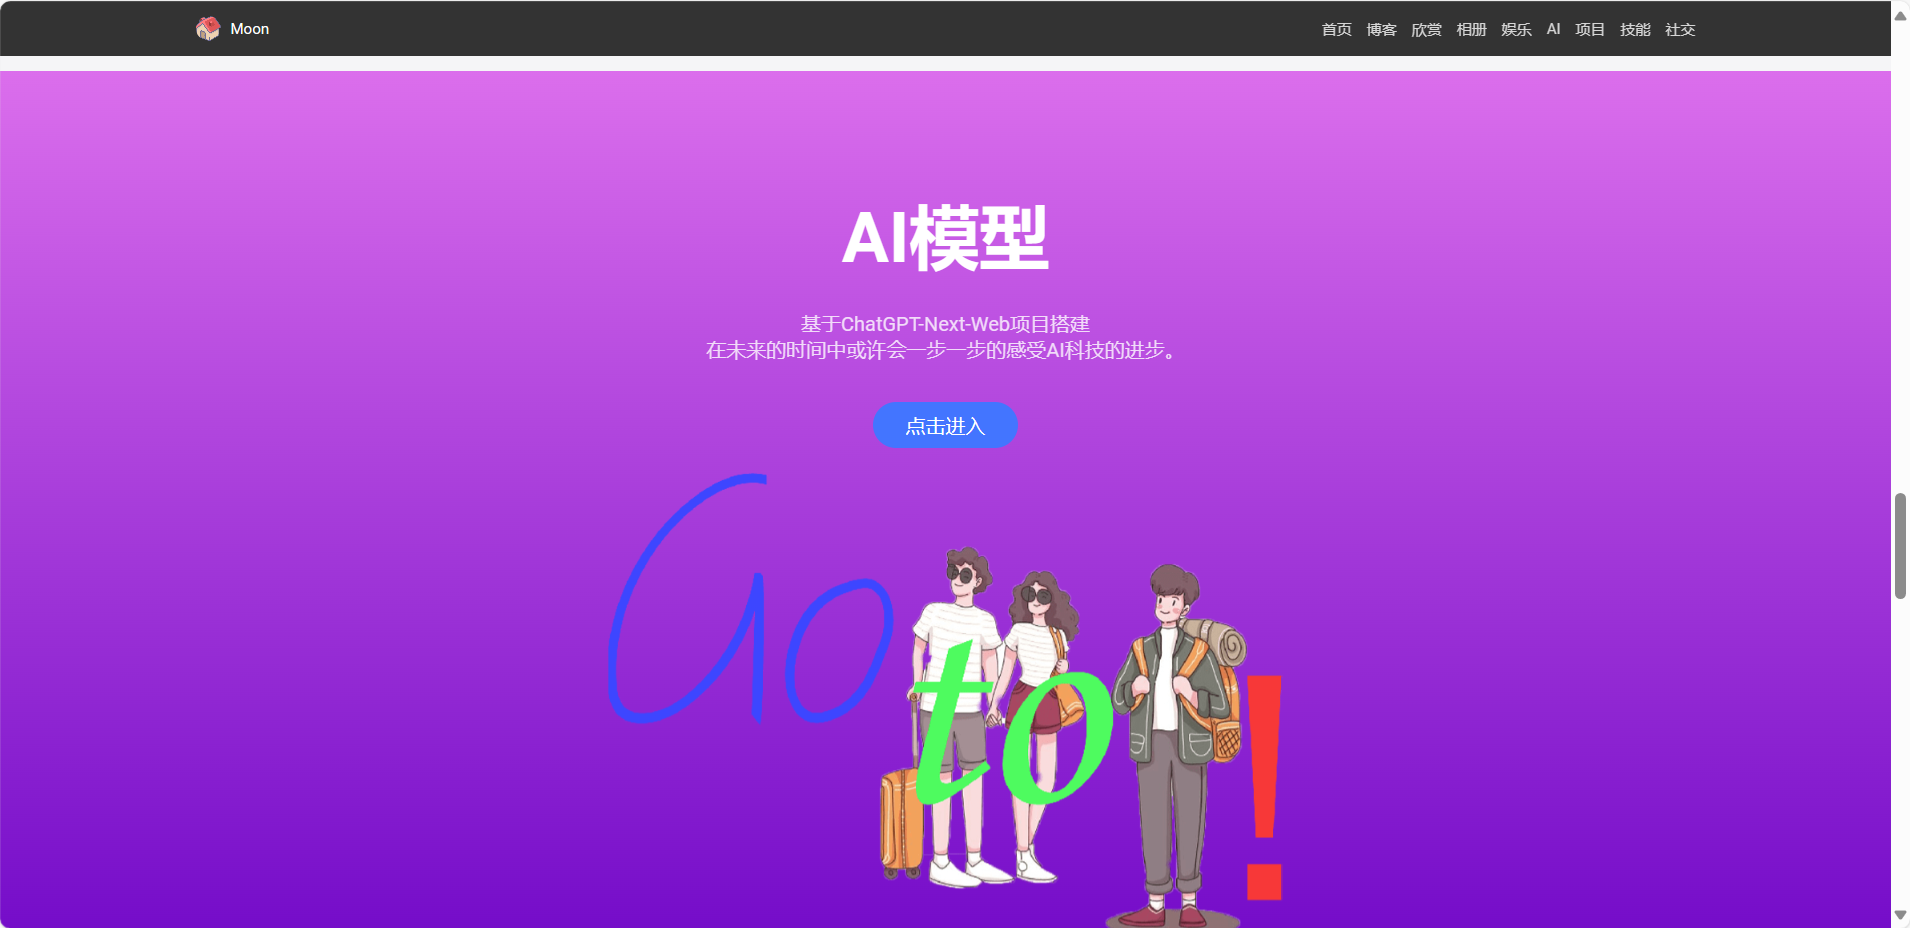 Moon
首页 博客 欣赏 相册 娱乐 AI 项目 技能 社交
AI模型
基于ChatGPT-Next-Web项目搭建
在未来的时间中或许会一步一步的感受AI科技的进步。
点击进入
Go
to
!